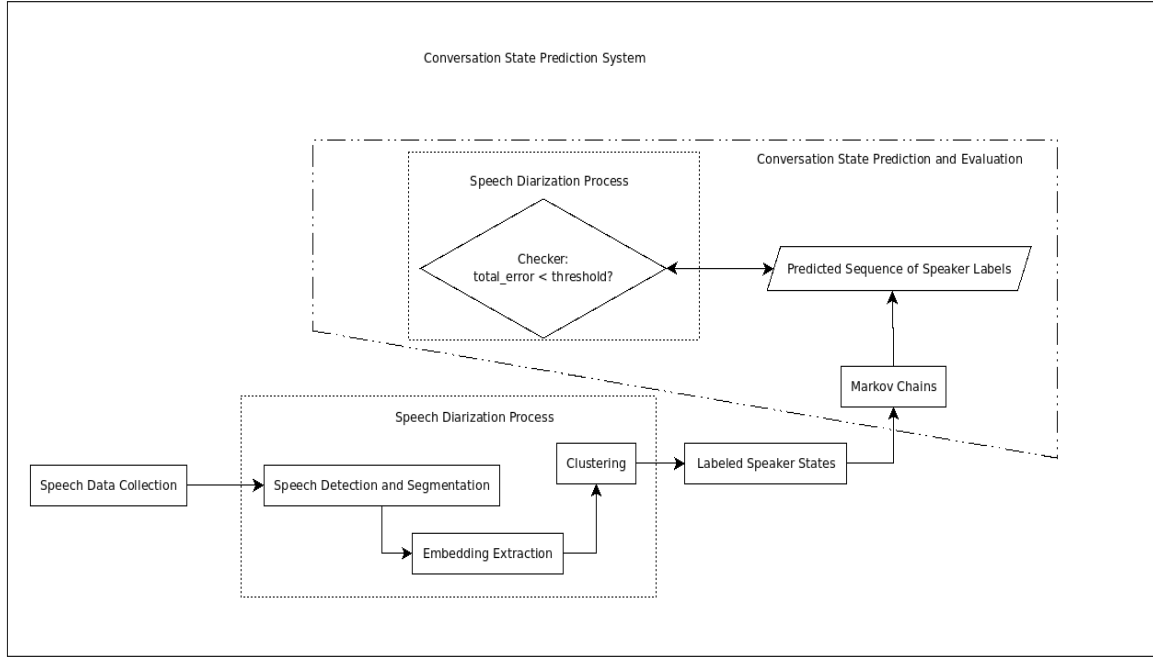 Conversation State Prediction System
Conversation State Prediction and Evaluation
Speech Diarization Process
Checker:
total_error < threshold?
Predicted Sequence of Speaker Labels
Markov Chains
Speech Diarization Process
Clustering
Labeled Speaker States
Speech Data Collection
Speech Detection and Segmentation
Embedding Extraction